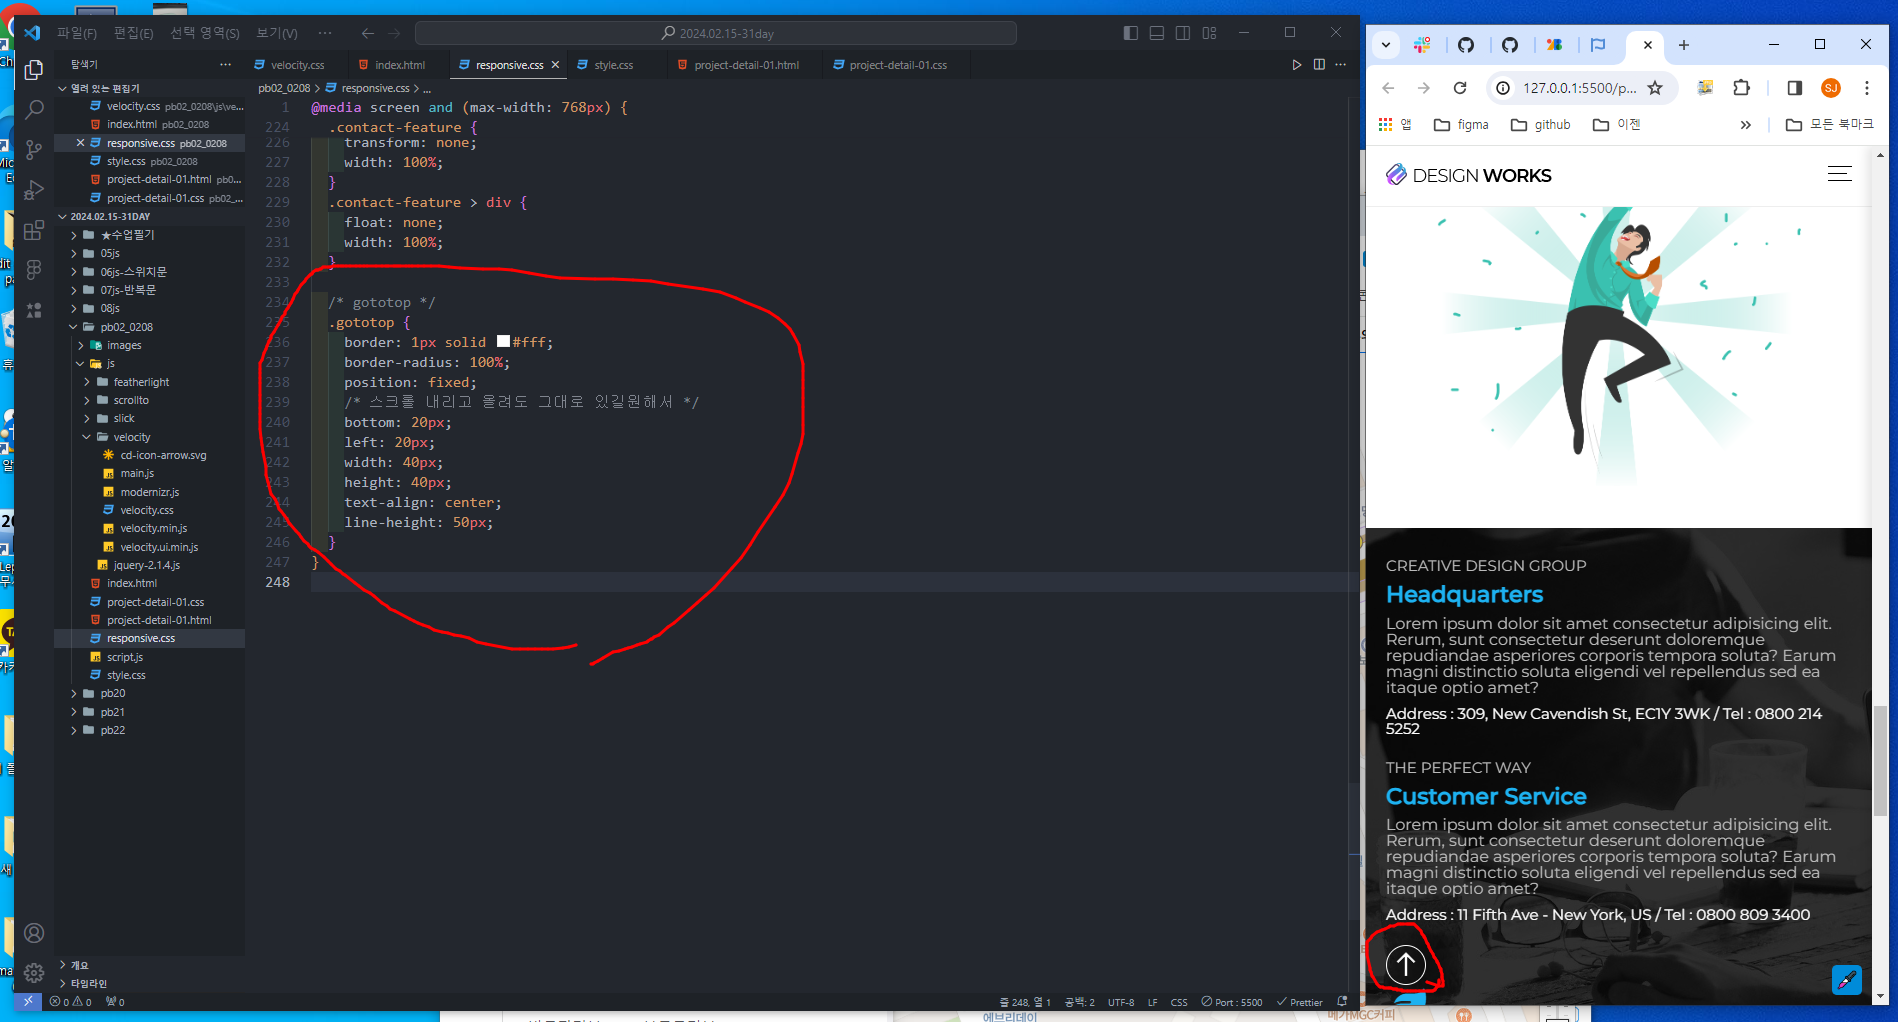 파일(F) 편집(E) 선택 영역(S) 보기(V) ··· 2024.02.15-31day
탐색기 ···
velocity.css index.html responsive.css style.css project-detail-01.html project-detail-01.css
열려 있는 편집기
velocity.css pb02_0208\js\ve...
index.html pb02_0208
responsive.css pb02_0208
style.css pb02_0208
project-detail-01.html pb0...
project-detail-01.css pb02_...
2024.02.15-31DAY
★수업필기
05js
06js-스위치문
07js-반복문
08js
pb02_0208
images
js
featherlight
scrollto
slick
velocity
cd-icon-arrow.svg
main.js
modernizr.js
velocity.css
velocity.min.js
velocity.ui.min.js
jquery-2.1.4.js
index.html
project-detail-01.css
project-detail-01.html
responsive.css
script.js
style.css
pb20
pb21
pb22
개요
타임라인
pb02_0208 > responsive.css > ...
1 @media screen and (max-width: 768px) {
224 .contact-feature {
226 transform: none;
227 width: 100%;
228 }
229 .contact-feature > div {
230 float: none;
231 width: 100%;
232 }
233
234 /* gototop */
235 .gototop {
236 border: 1px solid #fff;
237 border-radius: 100%;
238 position: fixed;
239 /* 스크롤 내리고 올려도 그대로 있길원해서 */
240 bottom: 20px;
241 left: 20px;
242 width: 40px;
243 height: 40px;
244 text-align: center;
245 line-height: 50px;
246 }
247 }
248
0 0 0
줄 248, 열 1 공백: 2 UTF-8 LF CSS Port : 5500 Prettier
127.0.0.1:5500/p...
SJ
앱 figma github 이젠 » 모든 북마크
DESIGN WORKS
CREATIVE DESIGN GROUP
Headquarters
Lorem ipsum dolor sit amet consectetur adipisicing elit.
Rerum, sunt consectetur deserunt doloremque
repudiandae asperiores corporis tempora soluta? Earum
magni distinctio soluta eligendi vel repellendus sed ea
itaque optio amet?
Address : 309, New Cavendish St, EC1Y 3WK / Tel : 0800 214
5252
THE PERFECT WAY
Customer Service
Lorem ipsum dolor sit amet consectetur adipisicing elit.
Rerum, sunt consectetur deserunt doloremque
repudiandae asperiores corporis tempora soluta? Earum
magni distinctio soluta eligendi vel repellendus sed ea
itaque optio amet?
Address : 11 Fifth Ave - New York, US / Tel : 0800 809 3400
에브리데이
메가MGC커피